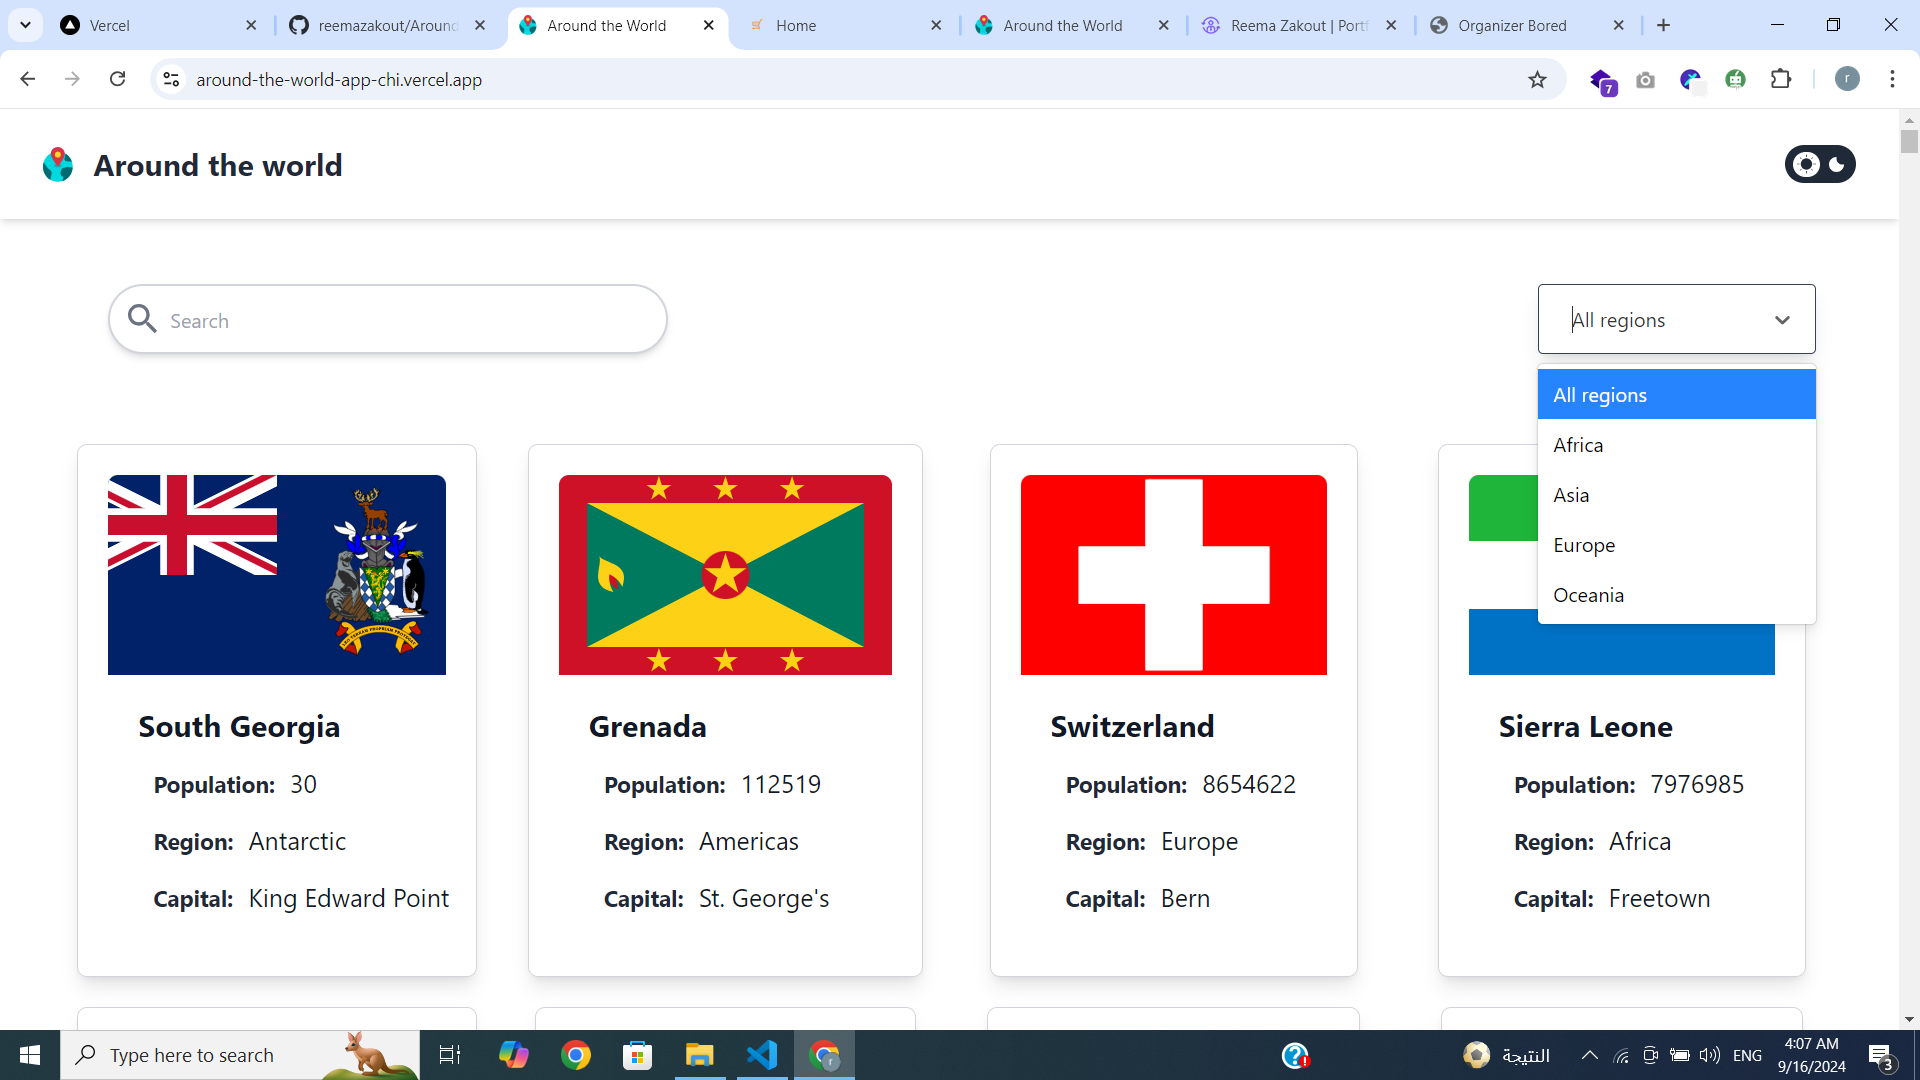 Vercel
reemazakout/Around
Around the World
Home
Around the World
Reema Zakout | Portf
Organizer Bored
around-the-world-app-chi.vercel.app
7
r
Around the world
Search
All regions
All regions
Africa
Asia
Europe
Oceania
South Georgia
Population: 30
Region: Antarctic
Capital: King Edward Point
Grenada
Population: 112519
Region: Americas
Capital: St. George's
Switzerland
Population: 8654622
Region: Europe
Capital: Bern
Sierra Leone
Population: 7976985
Region: Africa
Capital: Freetown
Type here to search
النتيجة
ENG
4:07 AM
9/16/2024
3